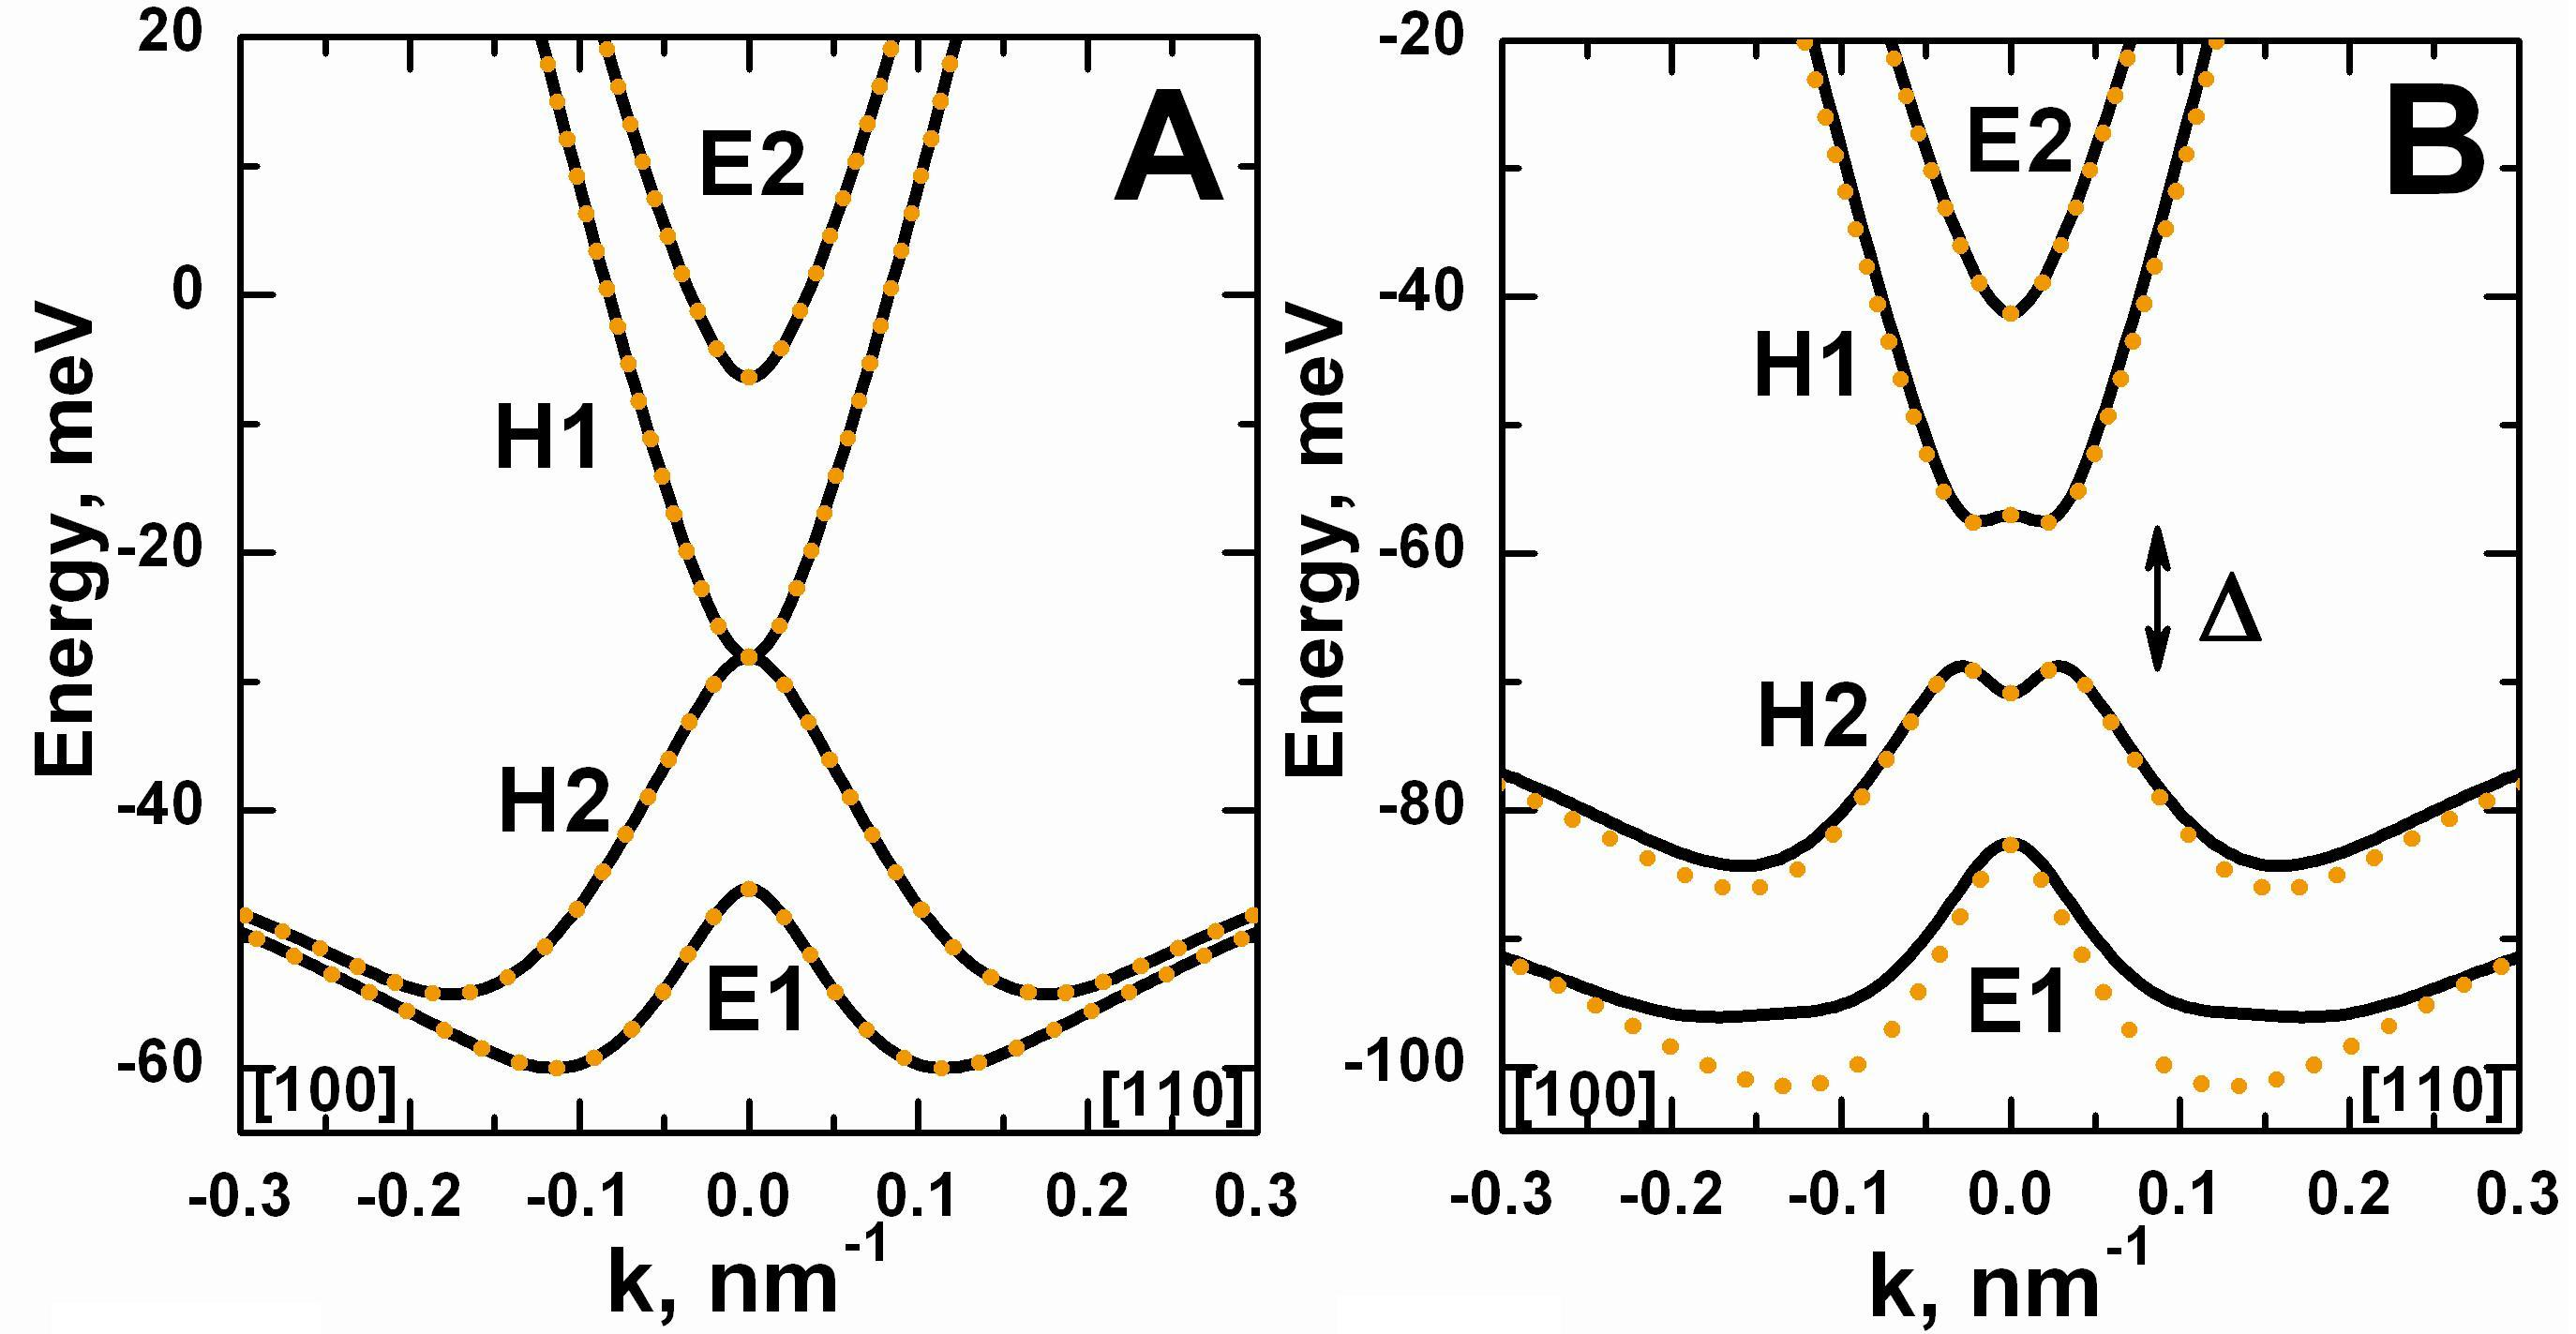 A
20
0
-20
-40
-60
Energy, meV
E2
H1
H2
E1
[100]
[110]
-0.3 -0.2 -0.1 0.0 0.1 0.2 0.3
k, nm⁻¹
B
-20
-40
-60
-80
-100
Energy, meV
E2
H1
Δ
H2
E1
[100]
[110]
-0.3 -0.2 -0.1 0.0 0.1 0.2 0.3
k, nm⁻¹